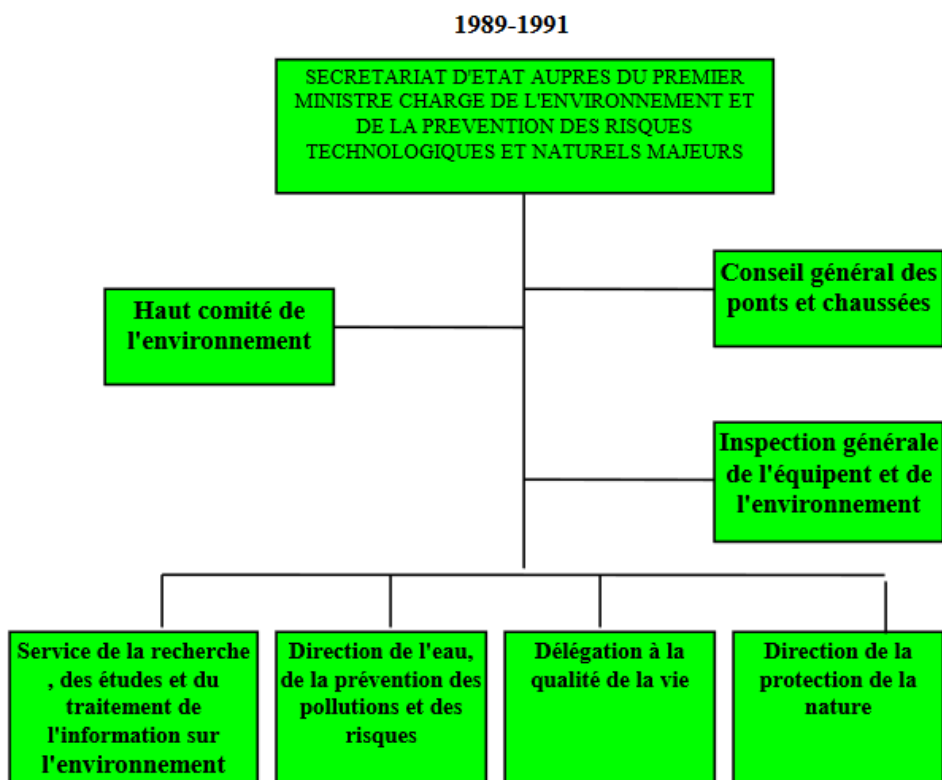 1989-1991
SECRETARIAT D'ETAT AUPRES DU PREMIER
MINISTRE CHARGE DE L'ENVIRONNEMENT ET
DE LA PREVENTION DES RISQUES
TECHNOLOGIQUES ET NATURELS MAJEURS
Conseil général des
ponts et chaussées
Haut comité de
l'environnement
Inspection générale
de l'équipent et de
l'environnement
Service de la recherche
, des études et du
traitement de
l'information sur
l'environnement
Direction de l'eau,
de la prévention des
pollutions et des
risques
Délégation à la
qualité de la vie
Direction de la
protection de la
nature